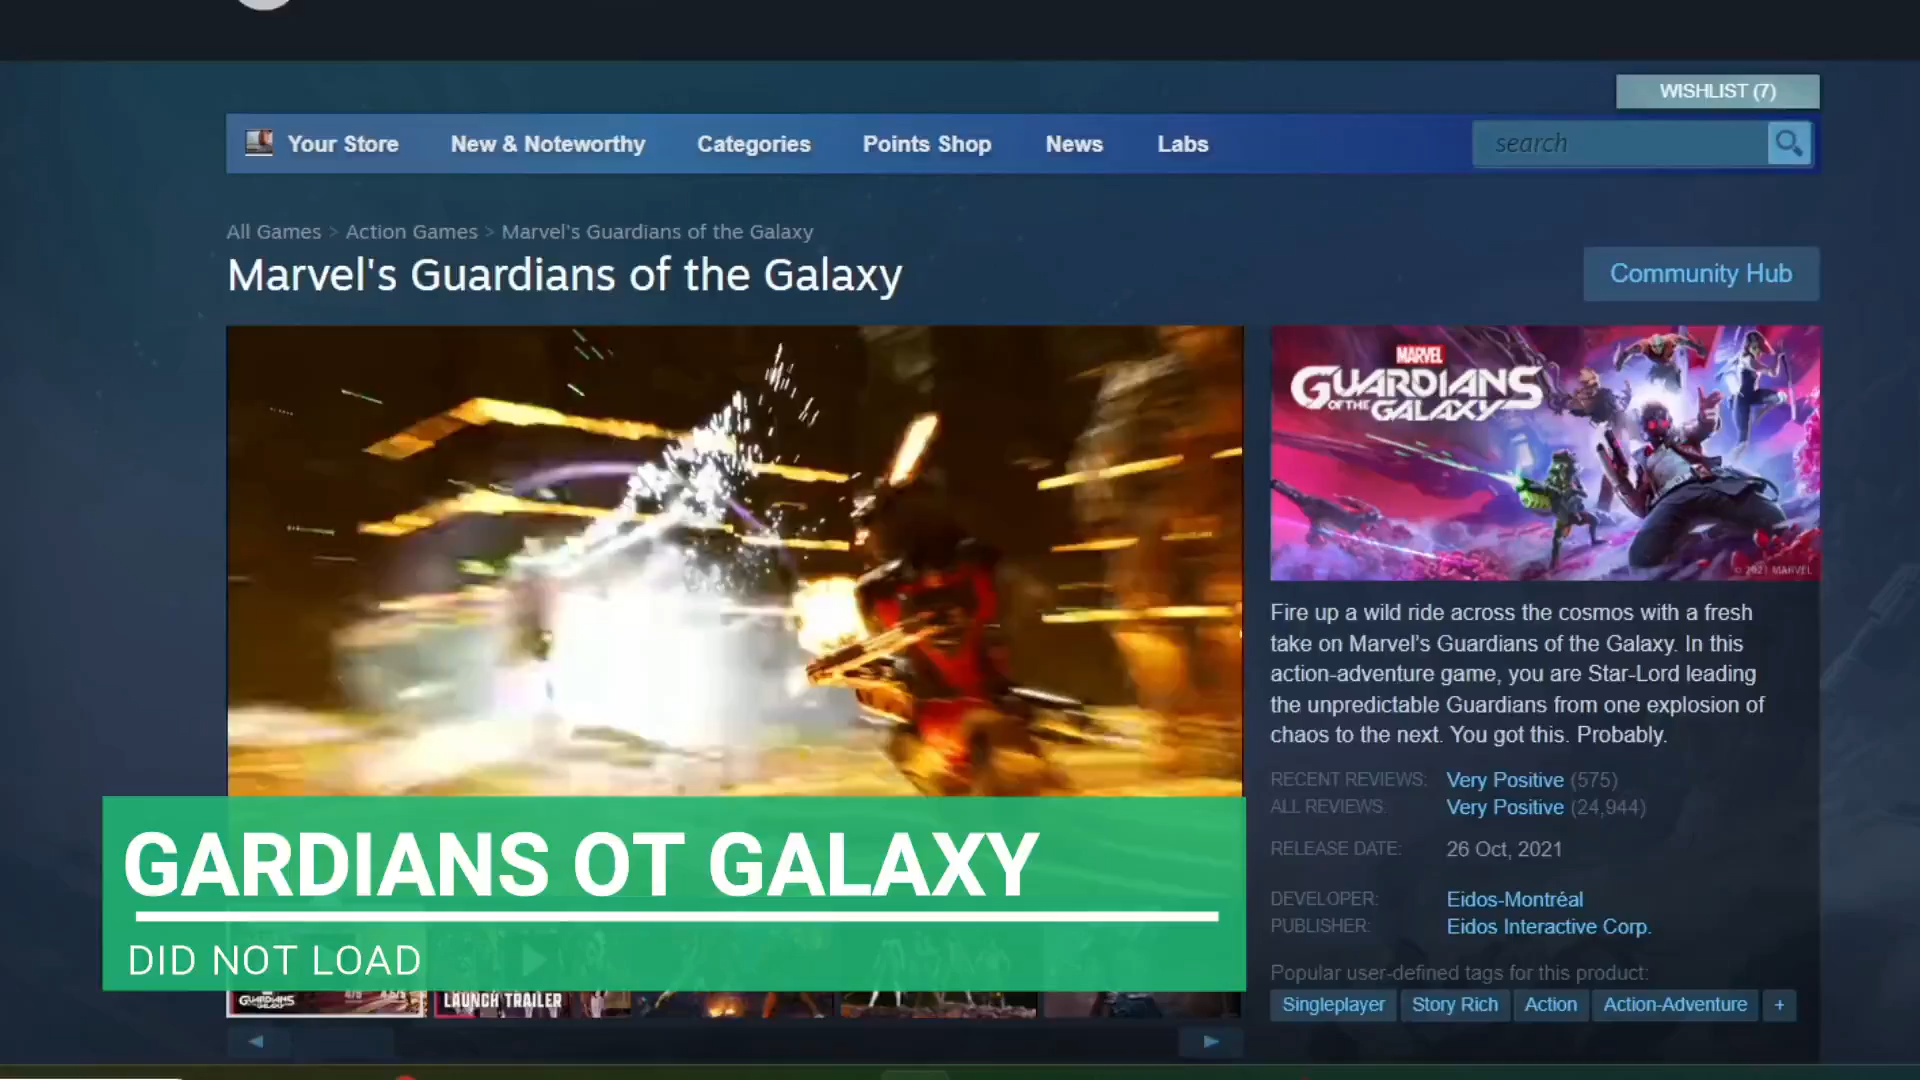 WISHLIST (7)
Your Store New & Noteworthy Categories Points Shop News Labs search
All Games > Action Games > Marvel's Guardians of the Galaxy
Marvel's Guardians of the Galaxy
Community Hub
MARVEL
GUARDIANS
OF THE
GALAXY
© 2021 MARVEL
Fire up a wild ride across the cosmos with a fresh
take on Marvel's Guardians of the Galaxy. In this
action-adventure game, you are Star-Lord leading
the unpredictable Guardians from one explosion of
chaos to the next. You got this. Probably.
RECENT REVIEWS: Very Positive (575)
ALL REVIEWS: Very Positive (24,944)
RELEASE DATE: 26 Oct, 2021
DEVELOPER: Eidos-Montréal
PUBLISHER: Eidos Interactive Corp.
Popular user-defined tags for this product:
Singleplayer Story Rich Action Action-Adventure +
GARDIANS OT GALAXY
DID NOT LOAD
GUARDIANS
GALAXY
LAUNCH TRAILER